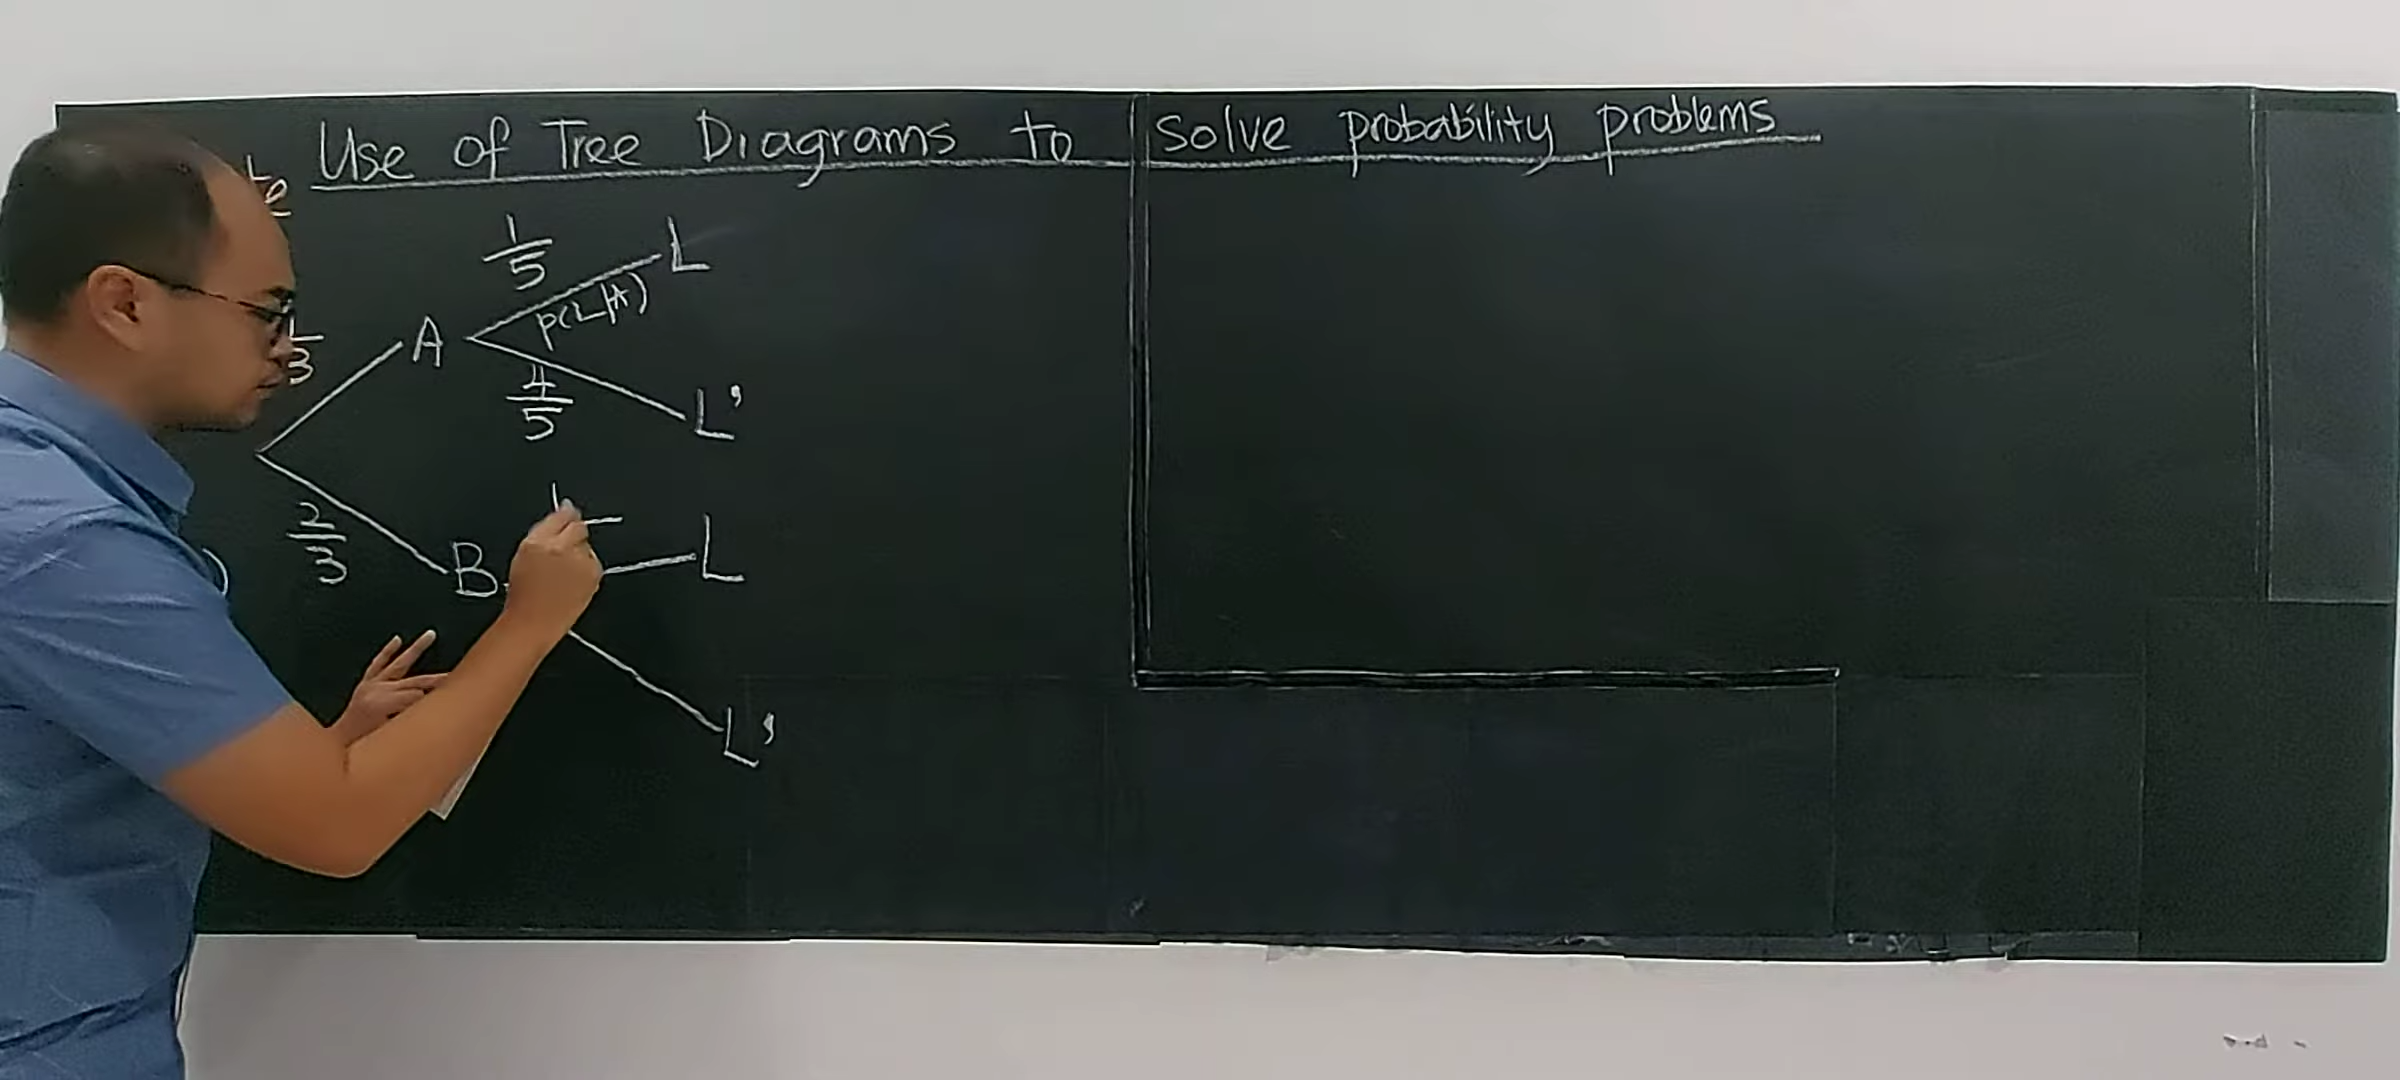 Use of Tree Diagrams to solve probability problems
1/5
L
P(L|A)
1/3
A
4/5
L'
2/3
B
L
L'